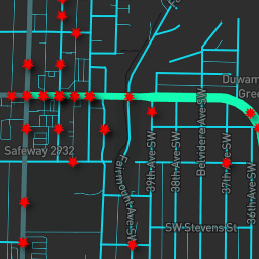 Duwam
Gree
Safeway 2932
Fairmount Ave SW
39th Ave SW
38th Ave SW
Belvidere Ave SW
37th Ave SW
36th Ave SW
SW Stevens St